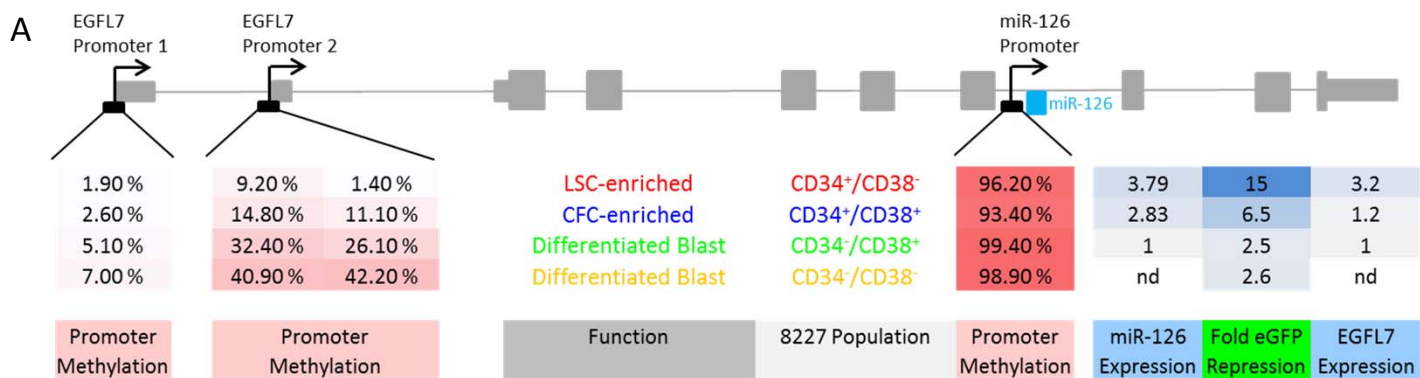 A
EGFL7
Promoter 1
EGFL7
Promoter 2
miR-126
Promoter
miR-126
1.90 % 9.20 % 1.40 % LSC-enriched CD34⁺/CD38⁻ 96.20 % 3.79 15 3.2
2.60 % 14.80 % 11.10 % CFC-enriched CD34⁺/CD38⁺ 93.40 % 2.83 6.5 1.2
5.10 % 32.40 % 26.10 % Differentiated Blast CD34⁻/CD38⁺ 99.40 % 1 2.5 1
7.00 % 40.90 % 42.20 % Differentiated Blast CD34⁻/CD38⁻ 98.90 % nd 2.6 nd
Promoter
Methylation
Promoter
Methylation
Function
8227 Population
Promoter
Methylation
miR-126
Expression
Fold eGFP
Repression
EGFL7
Expression